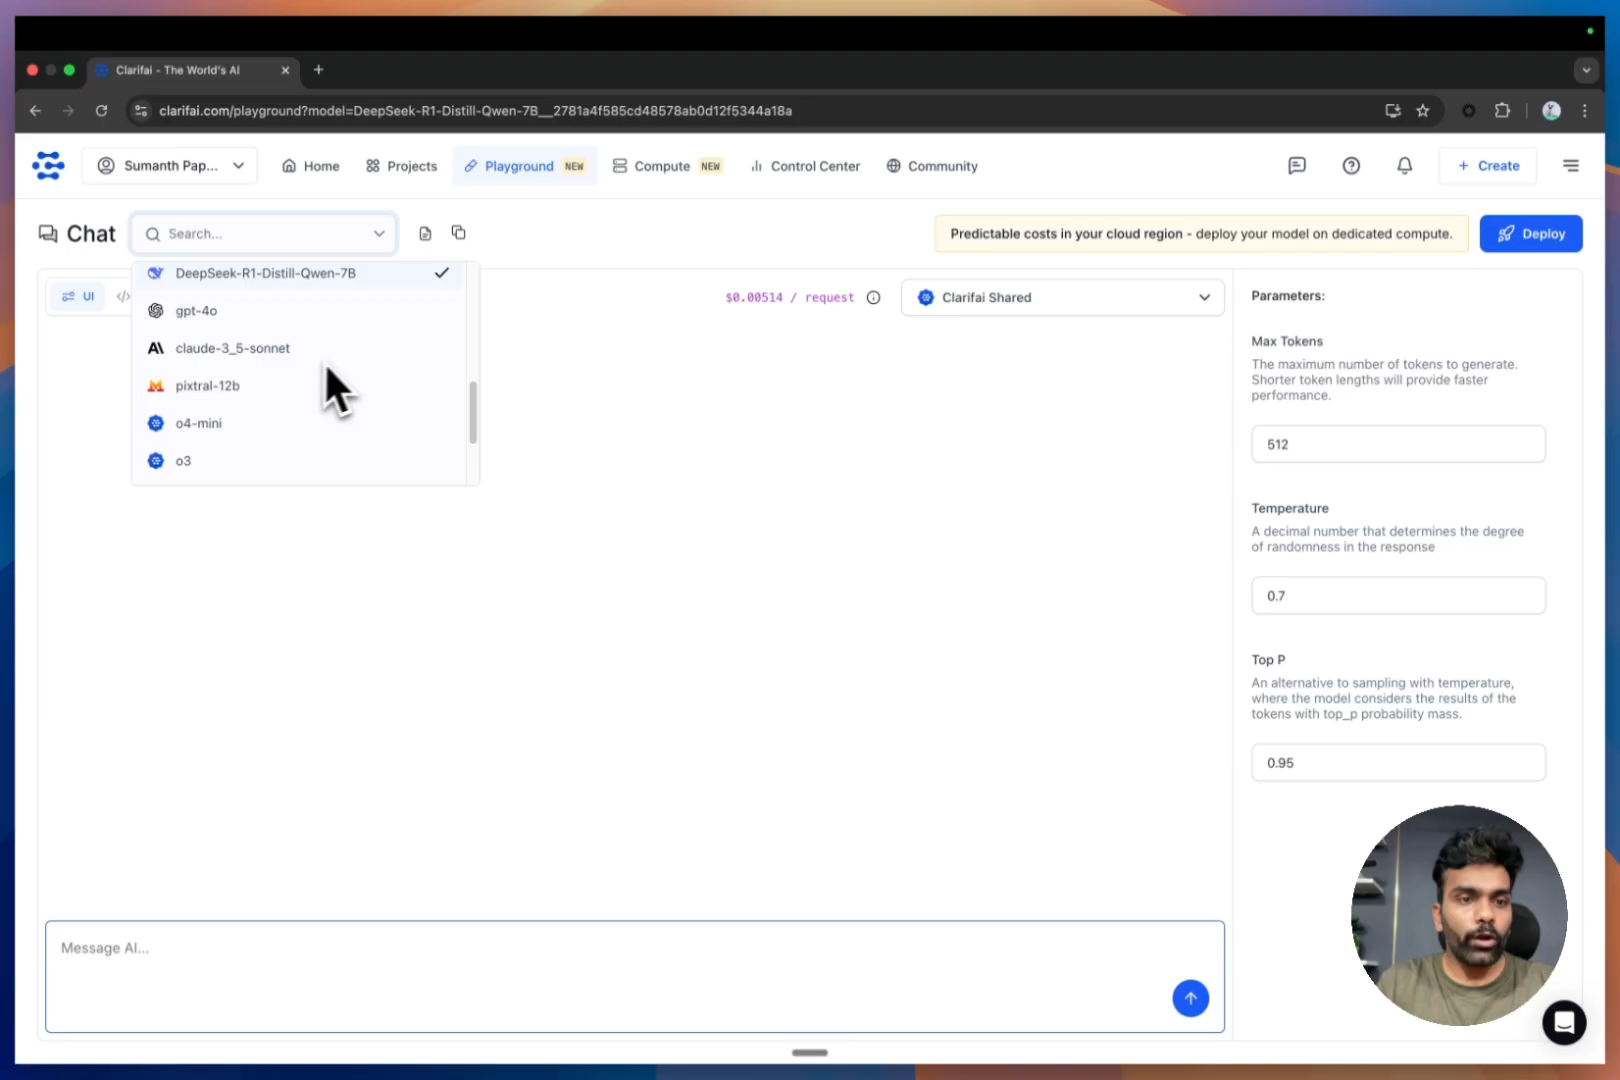 Clarifai - The World's AI
clarifai.com/playground?model=DeepSeek-R1-Distill-Qwen-7B__2781a4f585cd48578ab0d12f5344a18a
Sumanth Pap...
Home
Projects
Playground NEW
Compute NEW
Control Center
Community
+ Create
Chat
Search...
Predictable costs in your cloud region - deploy your model on dedicated compute.
Deploy
UI
DeepSeek-R1-Distill-Qwen-7B
gpt-4o
claude-3_5-sonnet
pixtral-12b
o4-mini
o3
$0.00514 / request
Clarifai Shared
Parameters:
Max Tokens
The maximum number of tokens to generate.
Shorter token lengths will provide faster
performance.
512
Temperature
A decimal number that determines the degree
of randomness in the response
0.7
Top P
An alternative to sampling with temperature,
where the model considers the results of the
tokens with top_p probability mass.
0.95
Message AI...